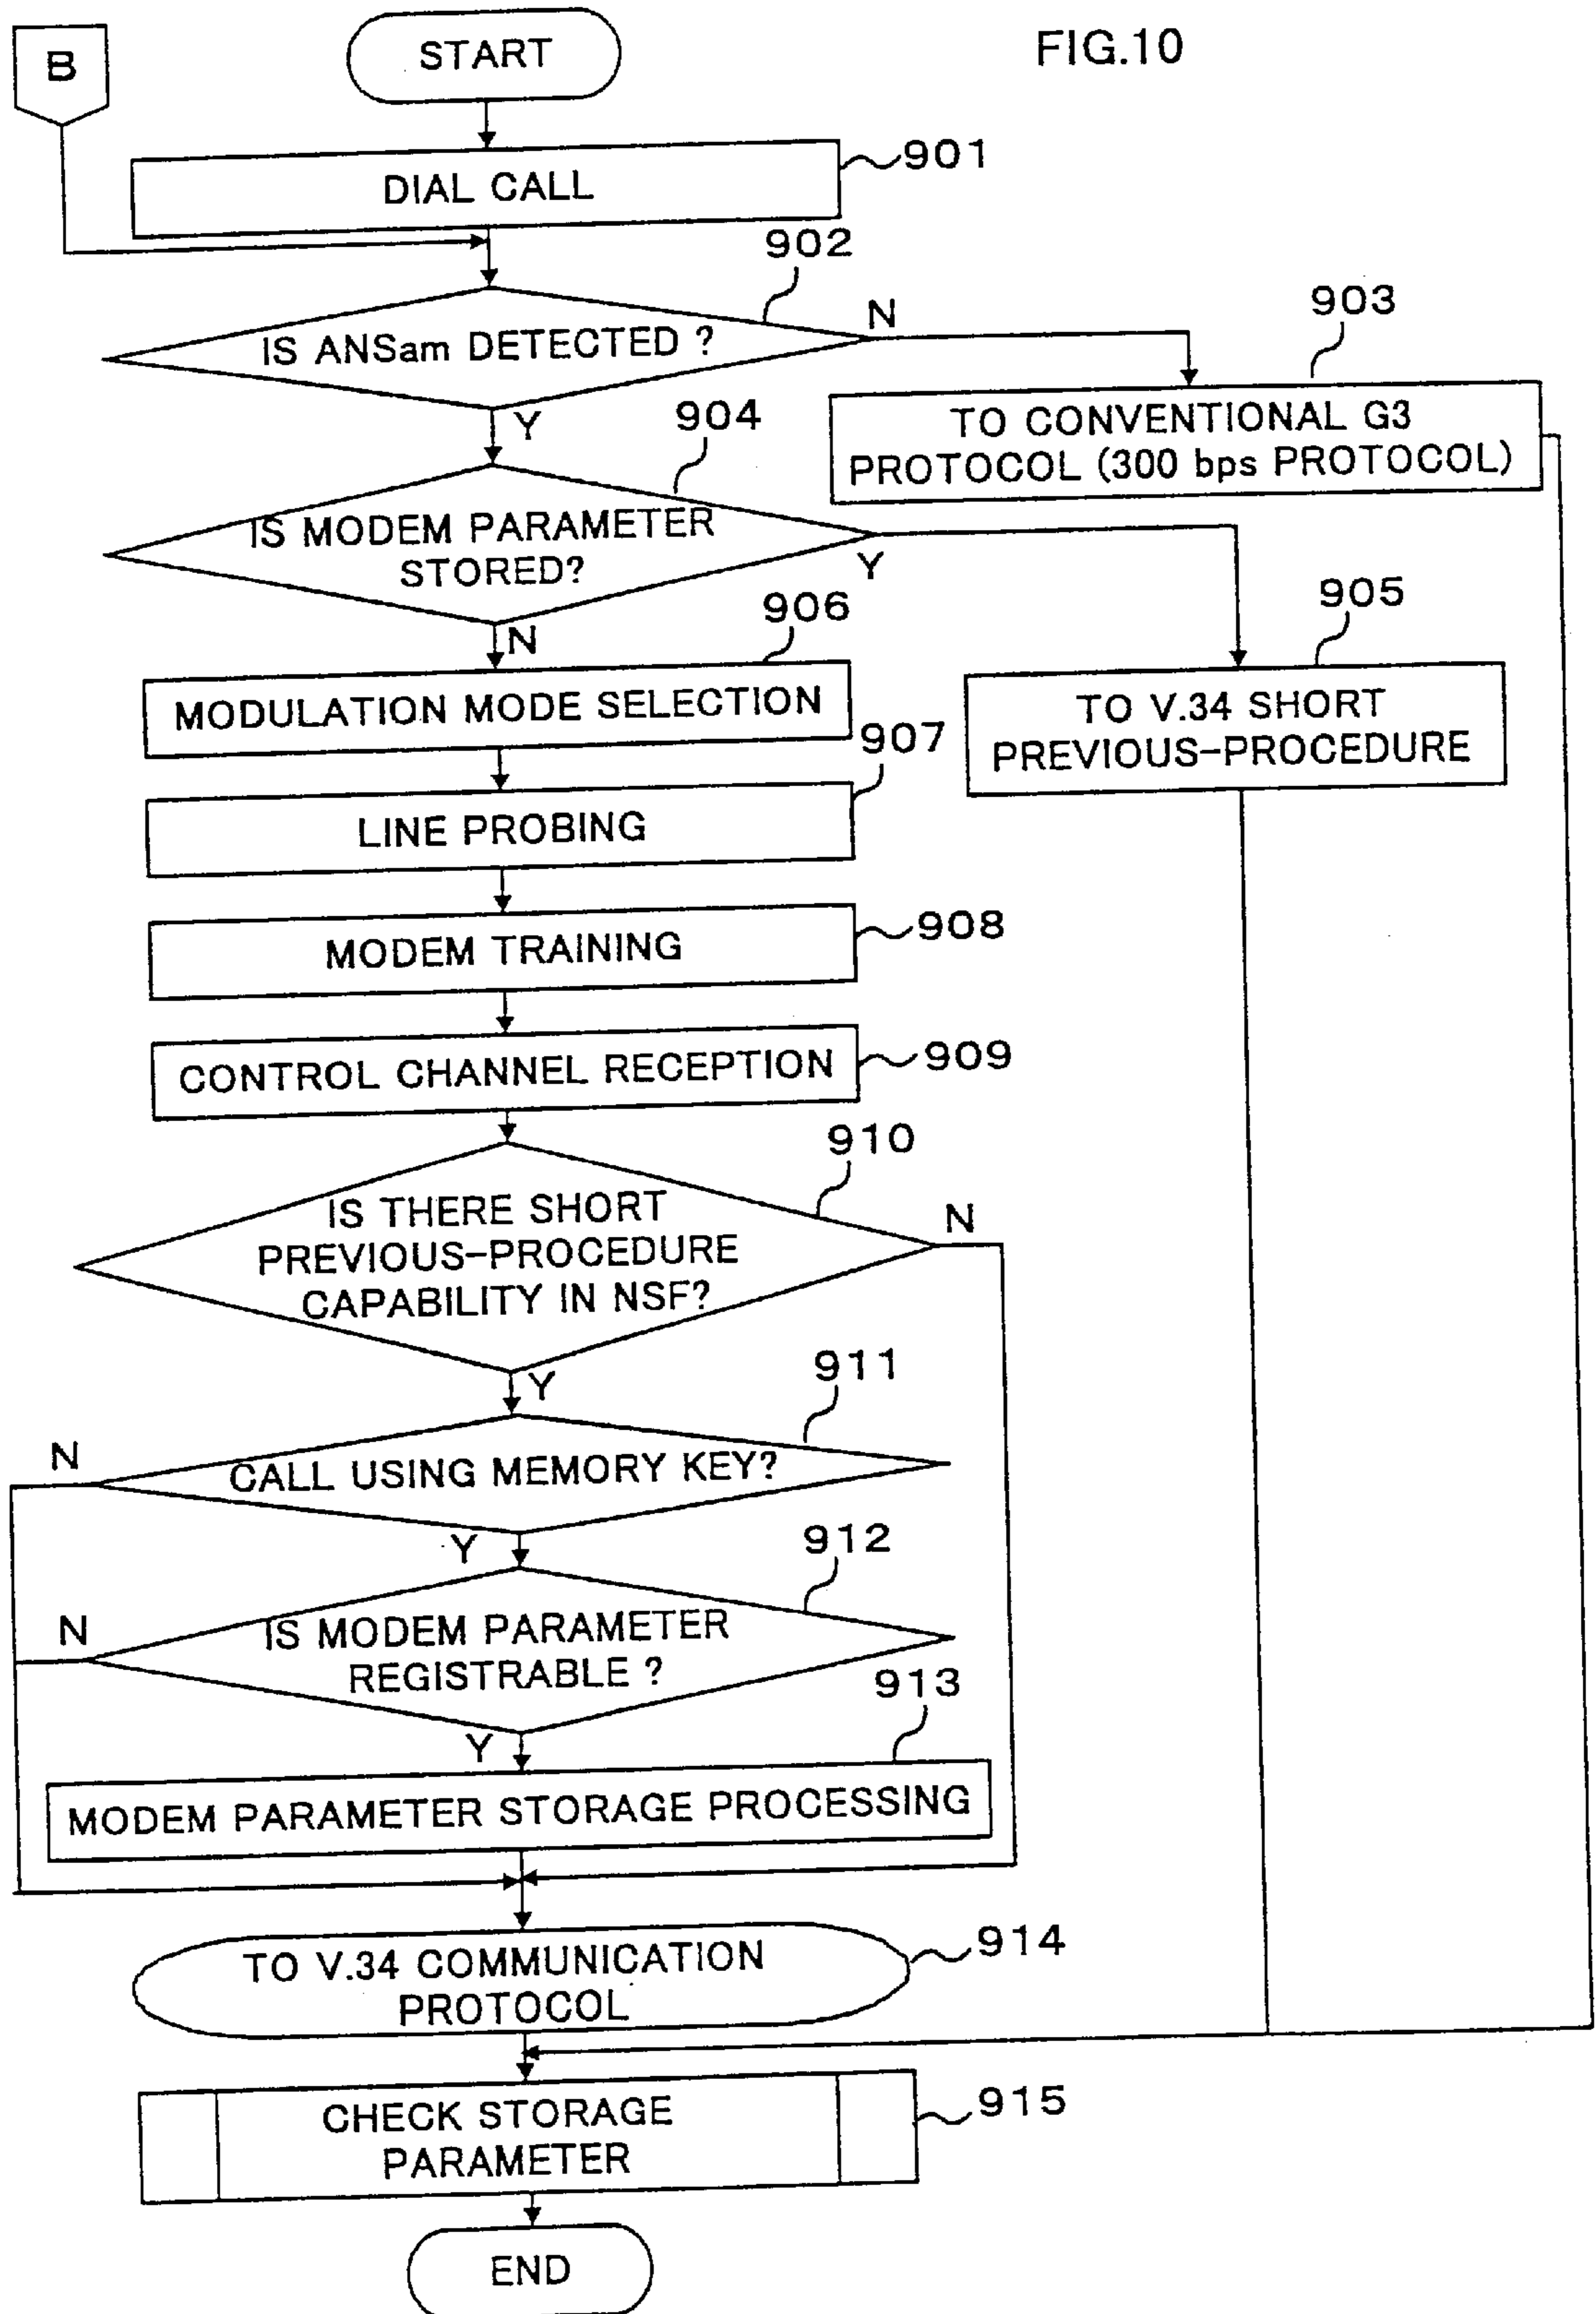 B
START
FIG.10
901
DIAL CALL
902
N
903
IS ANSam DETECTED ?
TO CONVENTIONAL G3
PROTOCOL (300 bps PROTOCOL)
Y
904
IS MODEM PARAMETER
STORED?
Y
905
N
906
MODULATION MODE SELECTION
TO V.34 SHORT
PREVIOUS-PROCEDURE
907
LINE PROBING
908
MODEM TRAINING
909
CONTROL CHANNEL RECEPTION
910
IS THERE SHORT
PREVIOUS-PROCEDURE
CAPABILITY IN NSF?
N
Y
911
N
CALL USING MEMORY KEY?
Y
912
N
IS MODEM PARAMETER
REGISTRABLE ?
913
Y
MODEM PARAMETER STORAGE PROCESSING
914
TO V.34 COMMUNICATION
PROTOCOL
915
CHECK STORAGE
PARAMETER
END